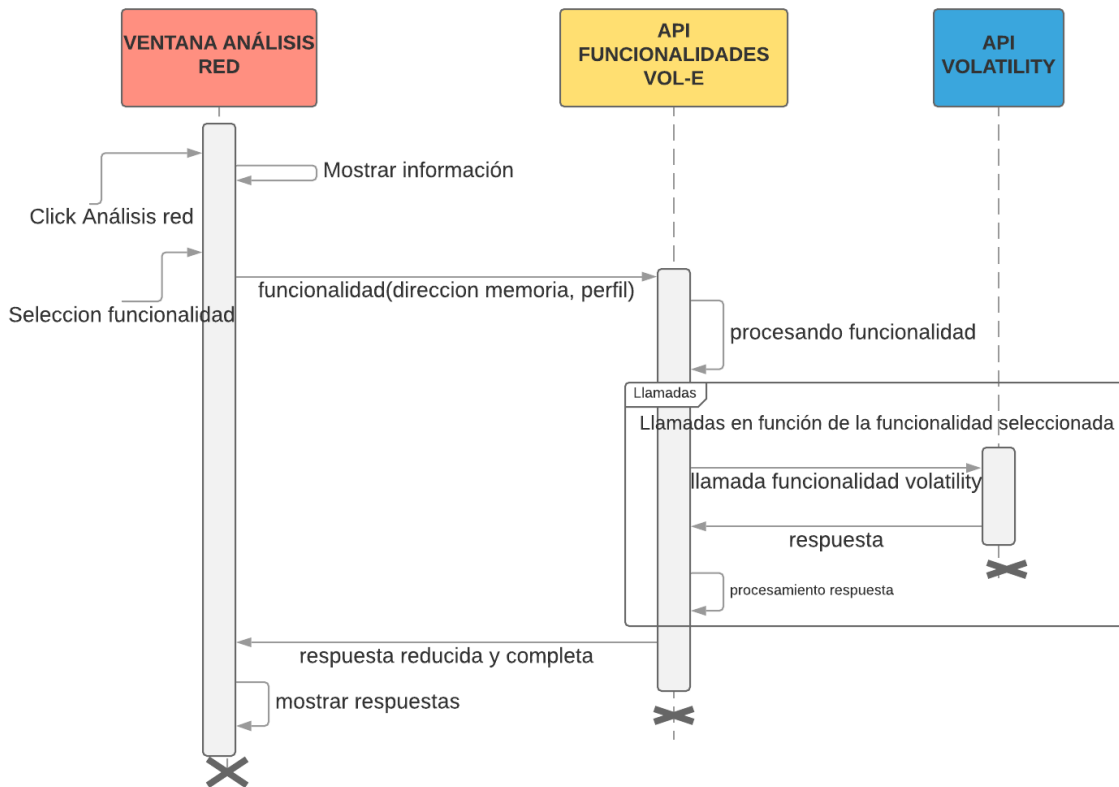 VENTANA ANÁLISIS
RED
API
FUNCIONALIDADES
VOL-E
API
VOLATILITY
Mostrar información
Click Análisis red
funcionalidad(direccion memoria, perfil)
Seleccion funcionalidad
procesando funcionalidad
Llamadas
Llamadas en función de la funcionalidad seleccionada
llamada funcionalidad volatility
respuesta
procesamiento respuesta
respuesta reducida y completa
mostrar respuestas